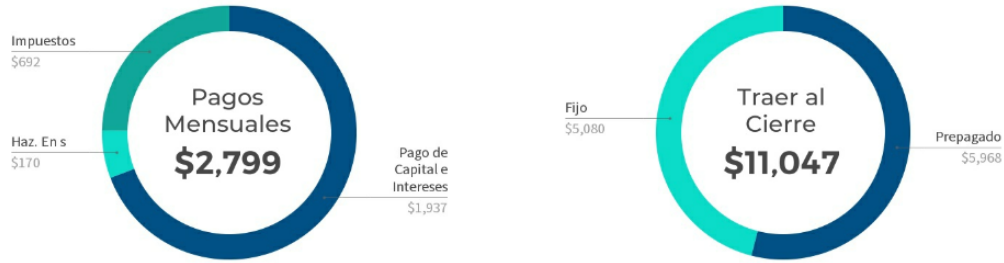 Impuestos
$692
Haz. En s
$170
Pagos
Mensuales
$2,799
Pago de
Capital e
Intereses
$1,937
Fijo
$5,080
Traer al
Cierre
$11,047
Prepagado
$5,968